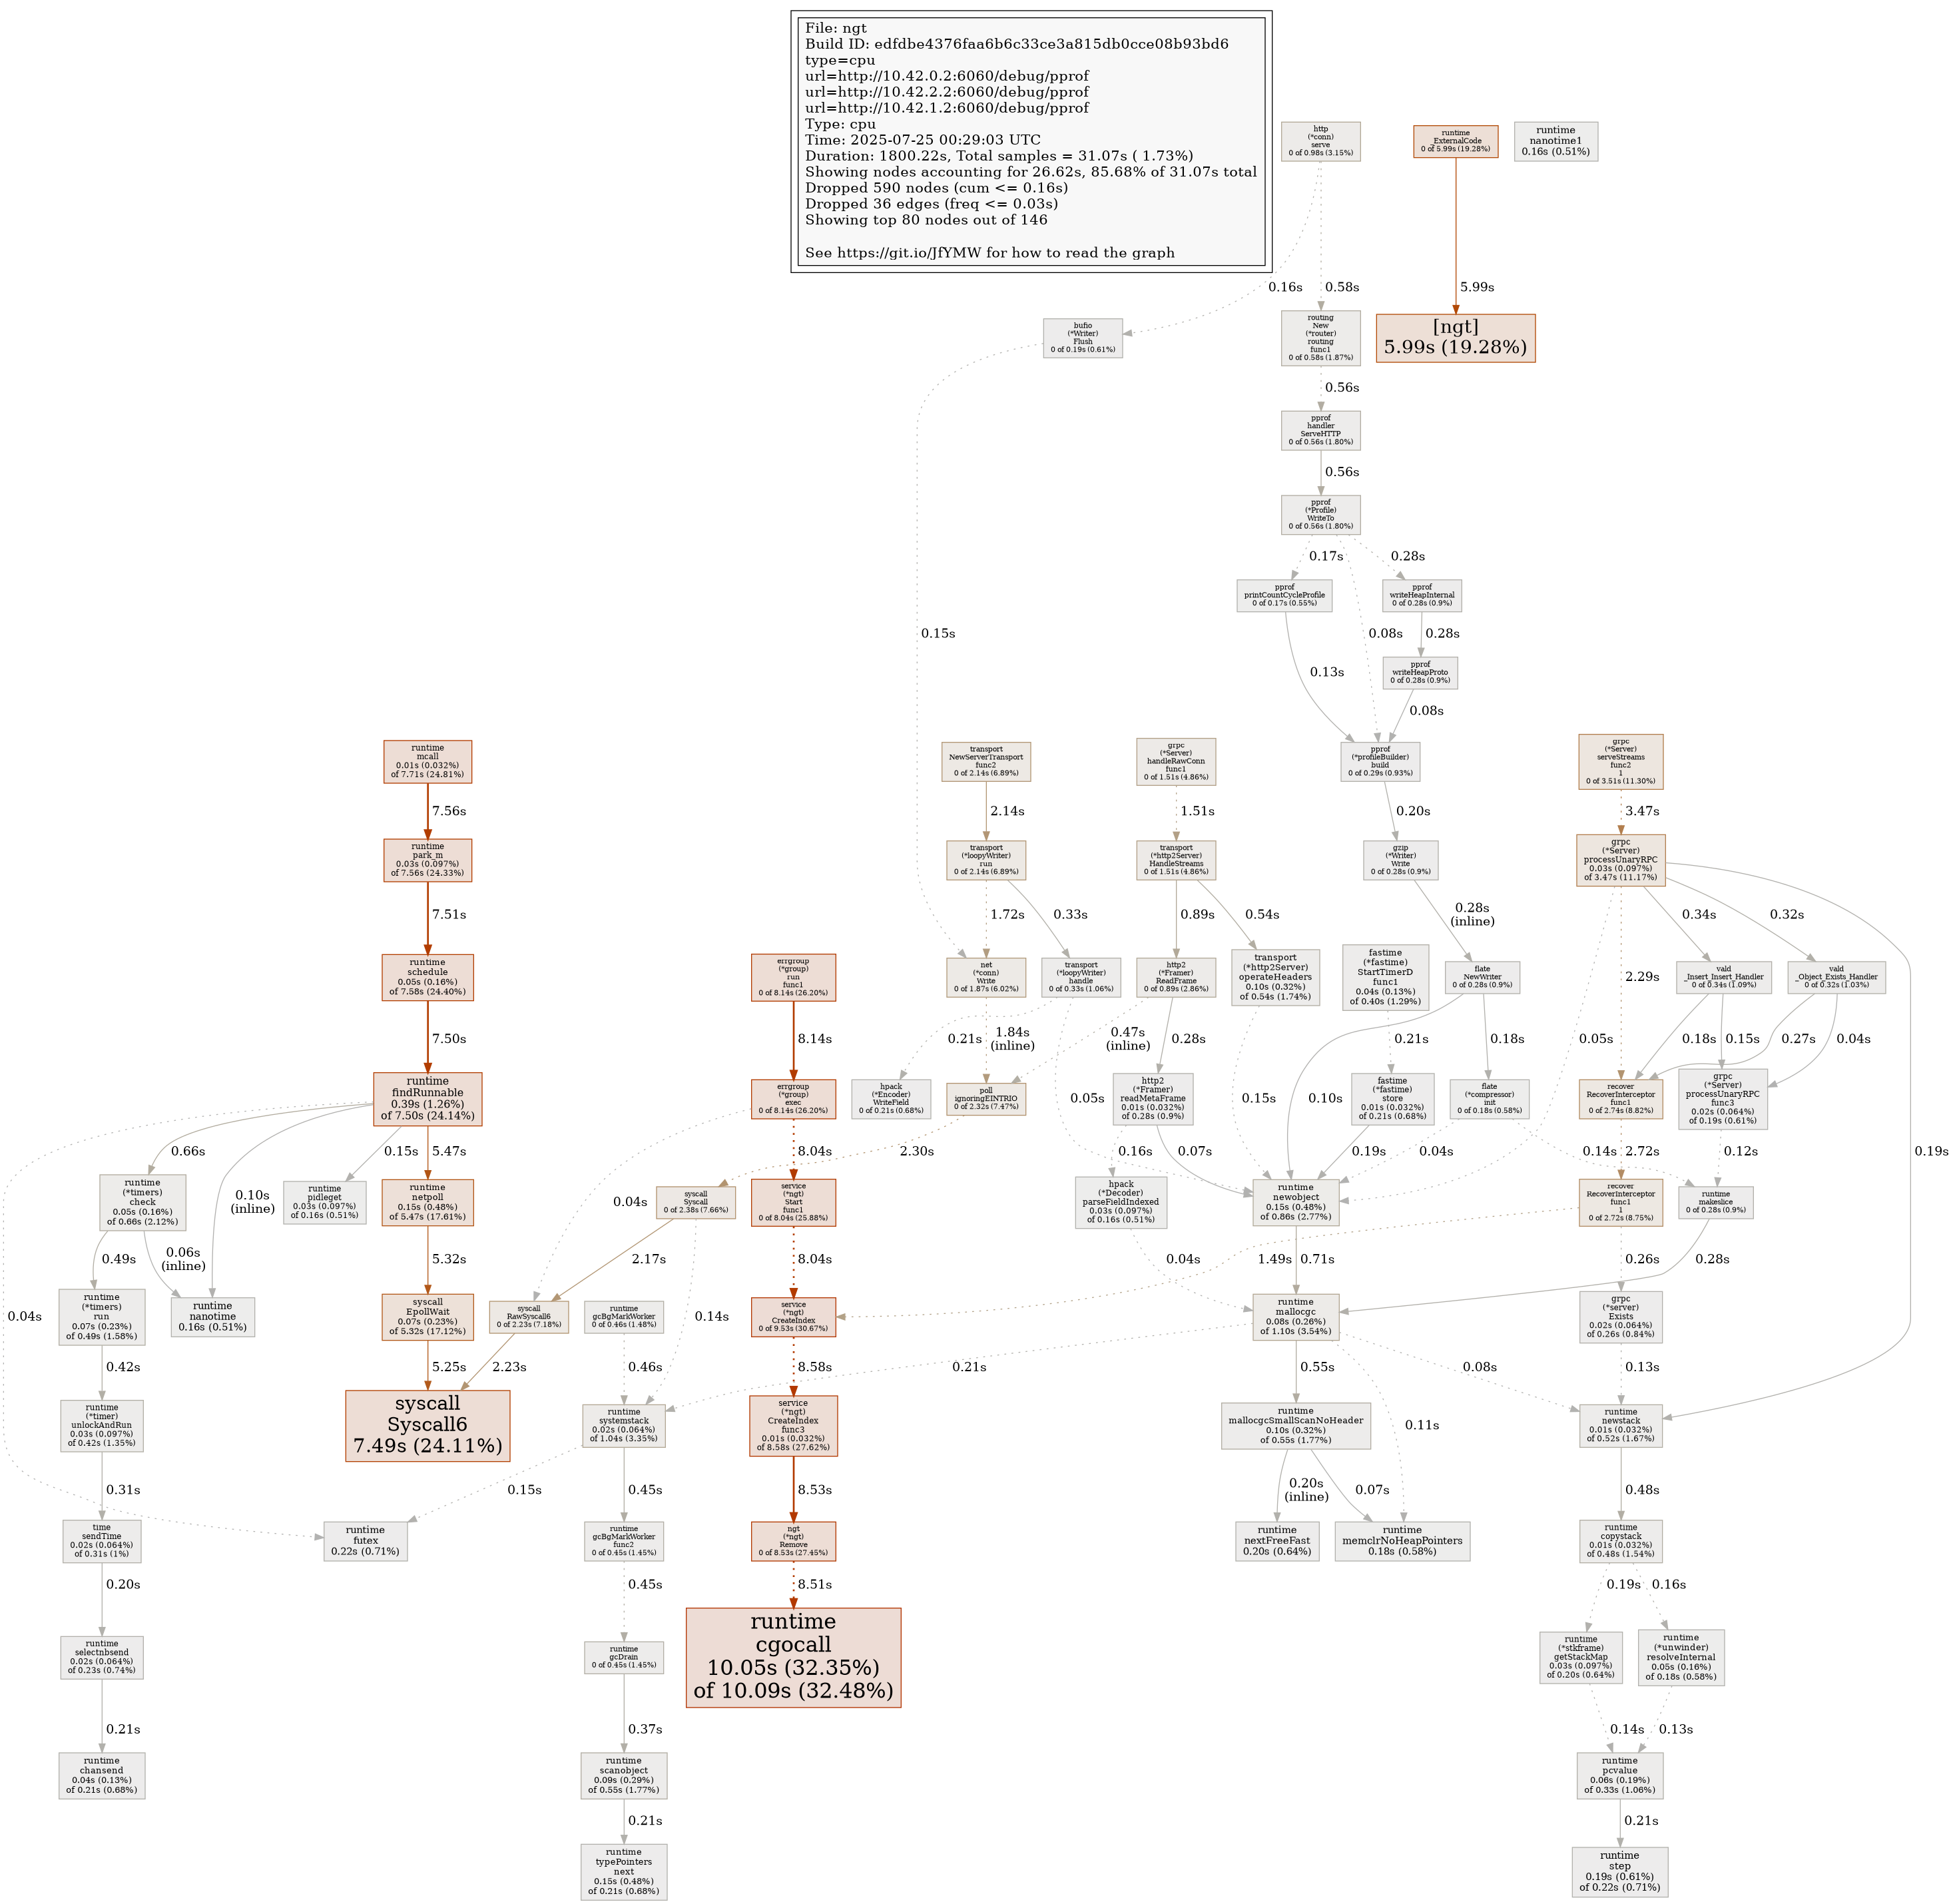 File: ngt
Build ID: edfdbe4376faa6b6c33ce3a815db0cce08b93bd6
type=cpu
url=http://10.42.0.2:6060/debug/pprof
url=http://10.42.2.2:6060/debug/pprof
url=http://10.42.1.2:6060/debug/pprof
Type: cpu
Time: 2025-07-25 00:29:03 UTC
Duration: 1800.22s, Total samples = 31.07s ( 1.73%)
Showing nodes accounting for 26.62s, 85.68% of 31.07s total
Dropped 590 nodes (cum <= 0.16s)
Dropped 36 edges (freq <= 0.03s)
Showing top 80 nodes out of 146
See https://git.io/JfYMW for how to read the graph
http
(*conn)
serve
0 of 0.98s (3.15%)
runtime
_ExternalCode
0 of 5.99s (19.28%)
runtime
nanotime1
0.16s (0.51%)
0.16s
0.58s
5.99s
bufio
(*Writer)
Flush
0 of 0.19s (0.61%)
routing
New
(*router)
routing
func1
0 of 0.58s (1.87%)
[ngt]
5.99s (19.28%)
0.56s
pprof
handler
ServeHTTP
0 of 0.56s (1.80%)
0.56s
pprof
(*Profile)
WriteTo
0 of 0.56s (1.80%)
0.17s
0.28s
pprof
printCountCycleProfile
0 of 0.17s (0.55%)
pprof
writeHeapInternal
0 of 0.28s (0.9%)
0.15s
0.08s
0.28s
0.13s
pprof
writeHeapProto
0 of 0.28s (0.9%)
0.08s
runtime
mcall
0.01s (0.032%)
of 7.71s (24.81%)
transport
NewServerTransport
func2
0 of 2.14s (6.89%)
grpc
(*Server)
handleRawConn
func1
0 of 1.51s (4.86%)
pprof
(*profileBuilder)
build
0 of 0.29s (0.93%)
grpc
(*Server)
serveStreams
func2
1
0 of 3.51s (11.30%)
7.56s
2.14s
1.51s
0.20s
3.47s
runtime
park_m
0.03s (0.097%)
of 7.56s (24.33%)
transport
(*loopyWriter)
run
0 of 2.14s (6.89%)
transport
(*http2Server)
HandleStreams
0 of 1.51s (4.86%)
gzip
(*Writer)
Write
0 of 0.28s (0.9%)
grpc
(*Server)
processUnaryRPC
0.03s (0.097%)
of 3.47s (11.17%)
7.51s
1.72s
0.33s
0.89s
0.54s
0.28s
(inline)
0.34s
0.32s
runtime
schedule
0.05s (0.16%)
of 7.58s (24.40%)
errgroup
(*group)
run
func1
0 of 8.14s (26.20%)
net
(*conn)
Write
0 of 1.87s (6.02%)
transport
(*loopyWriter)
handle
0 of 0.33s (1.06%)
http2
(*Framer)
ReadFrame
0 of 0.89s (2.86%)
transport
(*http2Server)
operateHeaders
0.10s (0.32%)
of 0.54s (1.74%)
fastime
(*fastime)
StartTimerD
func1
0.04s (0.13%)
of 0.40s (1.29%)
flate
NewWriter
0 of 0.28s (0.9%)
2.29s
vald
_Insert_Insert_Handler
0 of 0.34s (1.09%)
vald
_Object_Exists_Handler
0 of 0.32s (1.03%)
7.50s
8.14s
0.21s
1.84s
(inline)
0.47s
(inline)
0.28s
0.21s
0.18s
0.05s
0.18s
0.15s
0.27s
0.04s
runtime
findRunnable
0.39s (1.26%)
of 7.50s (24.14%)
errgroup
(*group)
exec
0 of 8.14s (26.20%)
hpack
(*Encoder)
WriteField
0 of 0.21s (0.68%)
poll
ignoringEINTRIO
0 of 2.32s (7.47%)
http2
(*Framer)
readMetaFrame
0.01s (0.032%)
of 0.28s (0.9%)
fastime
(*fastime)
store
0.01s (0.032%)
of 0.21s (0.68%)
flate
(*compressor)
init
0 of 0.18s (0.58%)
recover
RecoverInterceptor
func1
0 of 2.74s (8.82%)
grpc
(*Server)
processUnaryRPC
func3
0.02s (0.064%)
of 0.19s (0.61%)
0.05s
0.15s
0.10s
0.66s
0.15s
5.47s
8.04s
2.30s
0.16s
0.07s
0.19s
0.04s
0.14s
2.72s
0.12s
0.19s
runtime
(*timers)
check
0.05s (0.16%)
of 0.66s (2.12%)
runtime
pidleget
0.03s (0.097%)
of 0.16s (0.51%)
runtime
netpoll
0.15s (0.48%)
of 5.47s (17.61%)
0.10s
(inline)
0.04s
syscall
Syscall
0 of 2.38s (7.66%)
service
(*ngt)
Start
func1
0 of 8.04s (25.88%)
hpack
(*Decoder)
parseFieldIndexed
0.03s (0.097%)
of 0.16s (0.51%)
runtime
newobject
0.15s (0.48%)
of 0.86s (2.77%)
recover
RecoverInterceptor
func1
1
0 of 2.72s (8.75%)
runtime
makeslice
0 of 0.28s (0.9%)
0.49s
0.06s
(inline)
5.32s
2.17s
8.04s
0.04s
1.49s
0.71s
0.26s
0.28s
0.04s
runtime
(*timers)
run
0.07s (0.23%)
of 0.49s (1.58%)
runtime
nanotime
0.16s (0.51%)
syscall
EpollWait
0.07s (0.23%)
of 5.32s (17.12%)
syscall
RawSyscall6
0 of 2.23s (7.18%)
runtime
gcBgMarkWorker
0 of 0.46s (1.48%)
0.14s
service
(*ngt)
CreateIndex
0 of 9.53s (30.67%)
runtime
mallocgc
0.08s (0.26%)
of 1.10s (3.54%)
grpc
(*server)
Exists
0.02s (0.064%)
of 0.26s (0.84%)
0.42s
5.25s
2.23s
0.46s
8.58s
0.21s
0.55s
0.08s
0.13s
runtime
(*timer)
unlockAndRun
0.03s (0.097%)
of 0.42s (1.35%)
syscall
Syscall6
7.49s (24.11%)
runtime
systemstack
0.02s (0.064%)
of 1.04s (3.35%)
service
(*ngt)
CreateIndex
func3
0.01s (0.032%)
of 8.58s (27.62%)
runtime
mallocgcSmallScanNoHeader
0.10s (0.32%)
of 0.55s (1.77%)
0.11s
runtime
newstack
0.01s (0.032%)
of 0.52s (1.67%)
0.31s
0.15s
0.45s
8.53s
0.20s
(inline)
0.07s
0.48s
time
sendTime
0.02s (0.064%)
of 0.31s (1%)
runtime
futex
0.22s (0.71%)
runtime
gcBgMarkWorker
func2
0 of 0.45s (1.45%)
ngt
(*ngt)
Remove
0 of 8.53s (27.45%)
runtime
nextFreeFast
0.20s (0.64%)
runtime
memclrNoHeapPointers
0.18s (0.58%)
runtime
copystack
0.01s (0.032%)
of 0.48s (1.54%)
0.20s
0.45s
8.51s
0.19s
0.16s
runtime
selectnbsend
0.02s (0.064%)
of 0.23s (0.74%)
runtime
gcDrain
0 of 0.45s (1.45%)
runtime
cgocall
10.05s (32.35%)
of 10.09s (32.48%)
runtime
(*stkframe)
getStackMap
0.03s (0.097%)
of 0.20s (0.64%)
runtime
(*unwinder)
resolveInternal
0.05s (0.16%)
of 0.18s (0.58%)
0.21s
0.37s
0.14s
0.13s
runtime
chansend
0.04s (0.13%)
of 0.21s (0.68%)
runtime
scanobject
0.09s (0.29%)
of 0.55s (1.77%)
runtime
pcvalue
0.06s (0.19%)
of 0.33s (1.06%)
0.21s
0.21s
runtime
typePointers
next
0.15s (0.48%)
of 0.21s (0.68%)
runtime
step
0.19s (0.61%)
of 0.22s (0.71%)